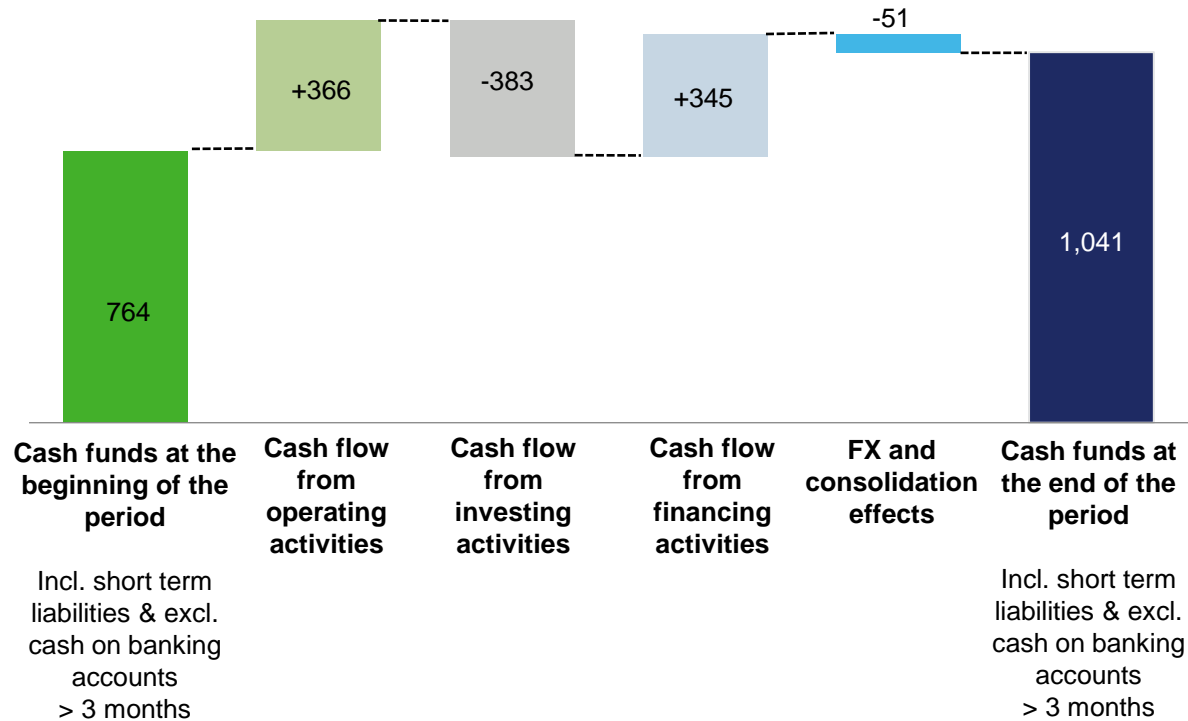 -51
+366
-383
+345
764
1,041
Cash funds at the
beginning of the
period
Incl. short term
liabilities & excl.
cash on banking
accounts
> 3 months
Cash flow
from
operating
activities
Cash flow
from
investing
activities
Cash flow
from
financing
activities
FX and
consolidation
effects
Cash funds at
the end of the
period
Incl. short term
liabilities & excl.
cash on banking
accounts
> 3 months